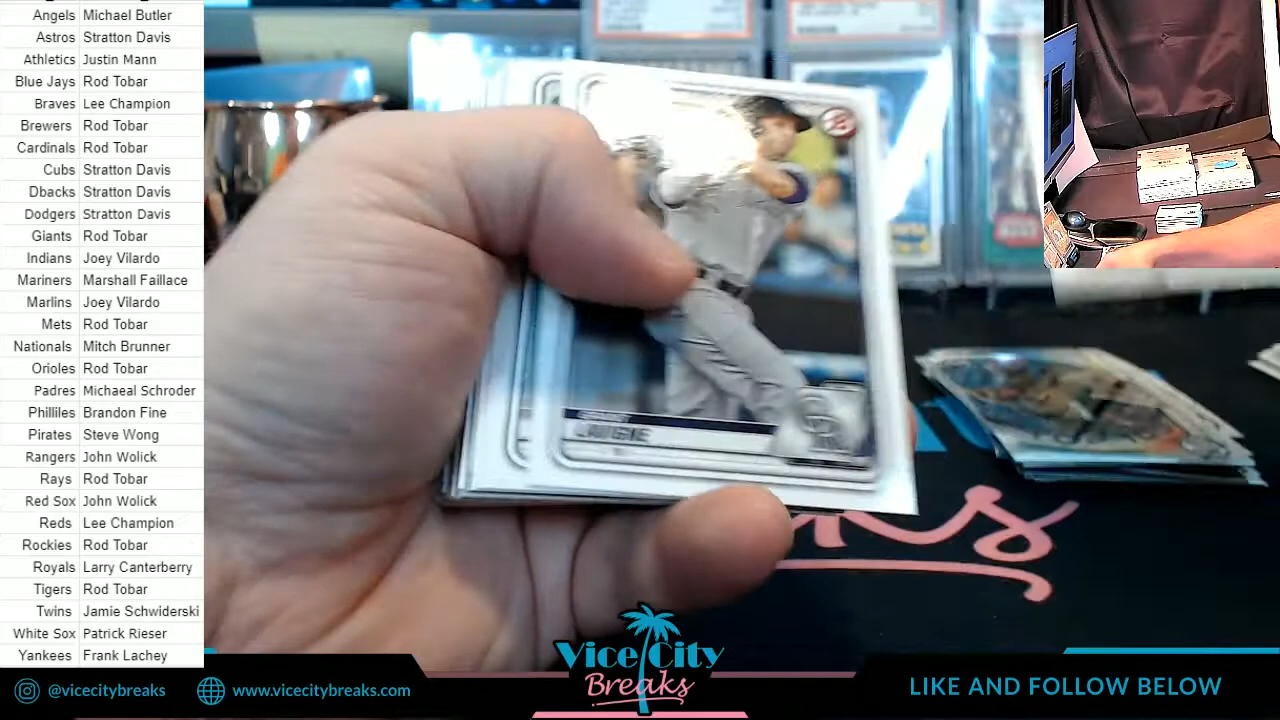 Angels Michael Butler
Astros Stratton Davis
Athletics Justin Mann
Blue Jays Rod Tobar
Braves Lee Champion
Brewers Rod Tobar
Cardinals Rod Tobar
Cubs Stratton Davis
Dbacks Stratton Davis
Dodgers Stratton Davis
Giants Rod Tobar
Indians Joey Vilardo
Mariners Marshall Faillace
Marlins Joey Vilardo
Mets Rod Tobar
Nationals Mitch Brunner
Orioles Rod Tobar
Padres Michaeal Schroder
Philliles Brandon Fine
Pirates Steve Wong
Rangers John Wolick
Rays Rod Tobar
Red Sox John Wolick
Reds Lee Champion
Rockies Rod Tobar
Royals Larry Canterberry
Tigers Rod Tobar
Twins Jamie Schwiderski
White Sox Patrick Rieser
Yankees Frank Lachey
@vicecitybreaks
www.vicecitybreaks.com
Vice City
Breaks
LIKE AND FOLLOW BELOW